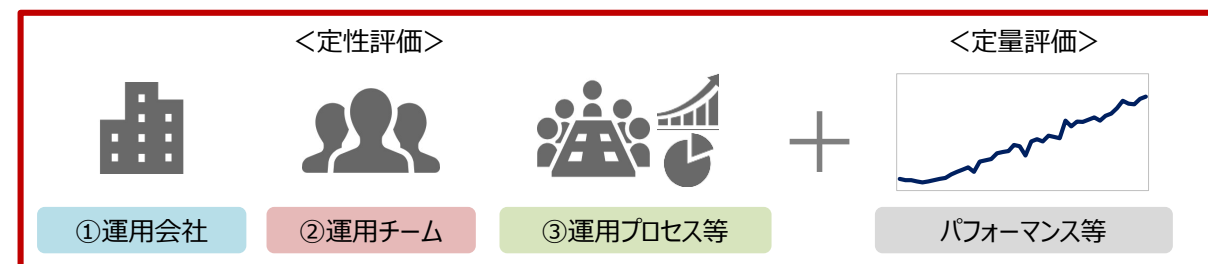 ＜定性評価＞
＜定量評価＞
①運用会社
②運用チーム
③運用プロセス等
パフォーマンス等